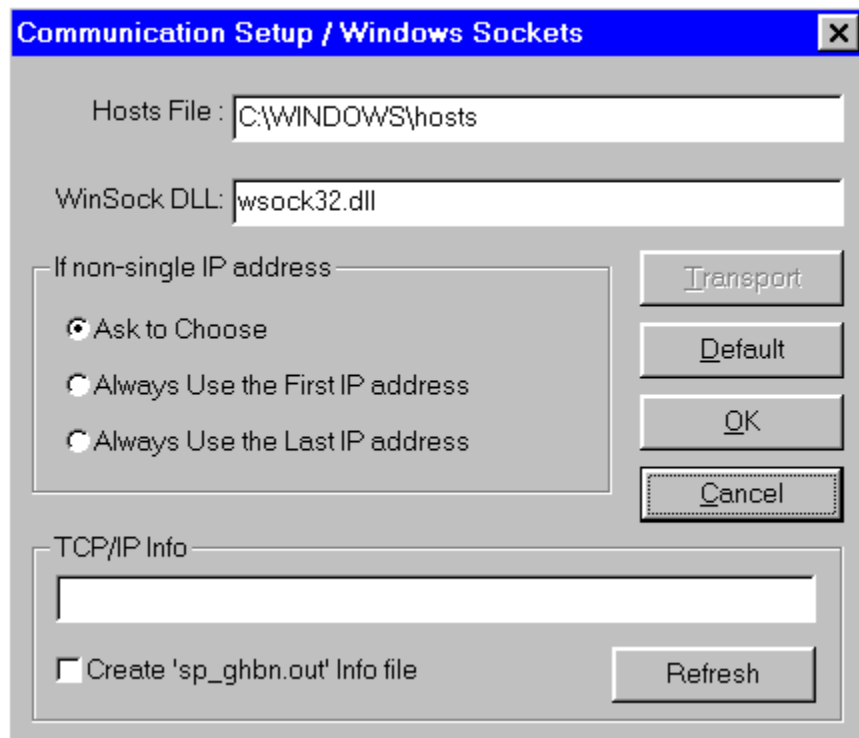 Communication Setup / Windows Sockets
Hosts File : C:\WINDOWS\hosts
WinSock DLL: wsock32.dll
If non-single IP address
Ask to Choose
Always Use the First IP address
Always Use the Last IP address
Transport
Default
OK
Cancel
TCP/IP Info
Create 'sp_ghbn.out' Info file
Refresh